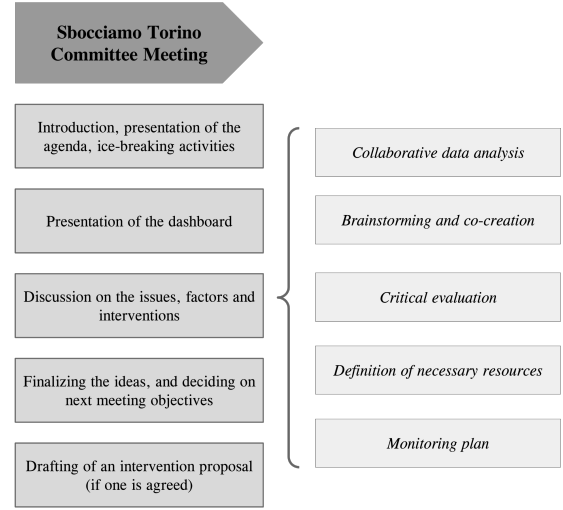 Sbocciamo Torino
Committee Meeting
Introduction, presentation of the
agenda, ice-breaking activities
Presentation of the dashboard
Discussion on the issues, factors and
interventions
Finalizing the ideas, and deciding on
next meeting objectives
Drafting of an intervention proposal
(if one is agreed)
Collaborative data analysis
Brainstorming and co-creation
Critical evaluation
Definition of necessary resources
Monitoring plan